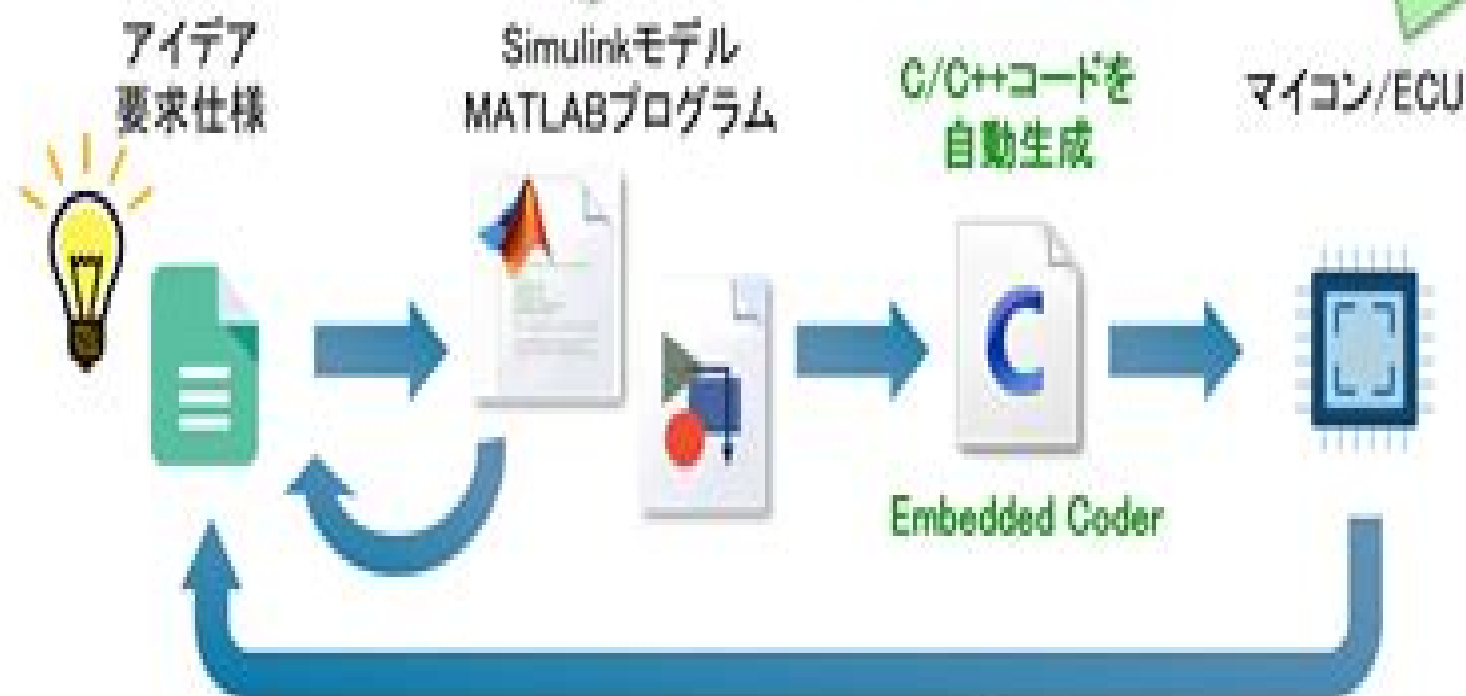 アイデア
要求仕様
Simulinkモデル
MATLABプログラム
C/C++コードを
自動生成
マイコン/ECU
C
Embedded Coder